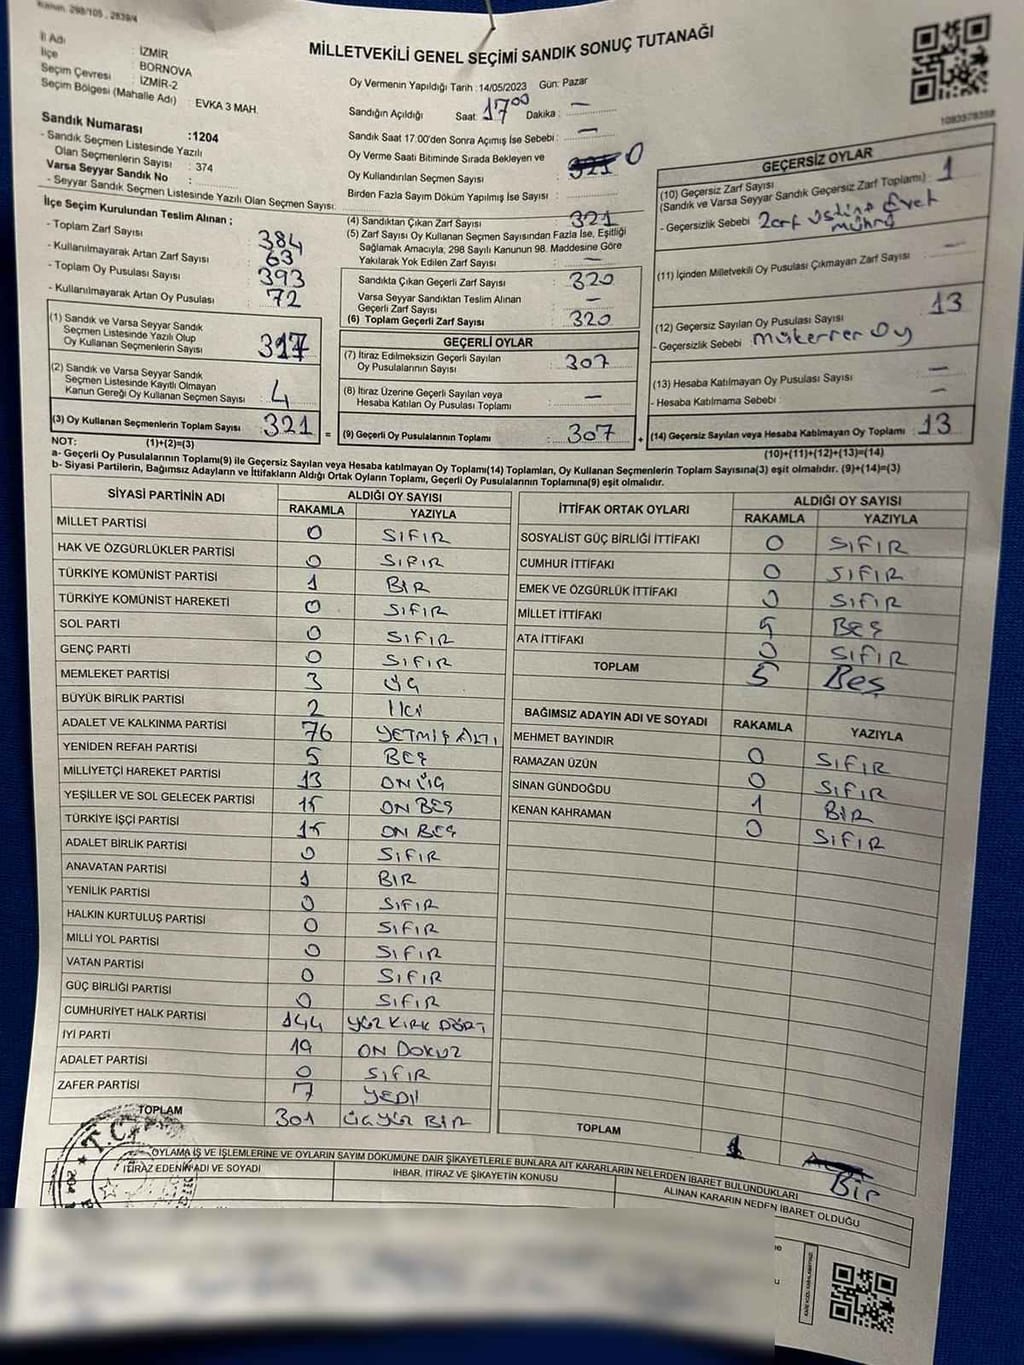 Kanun. 298/105 , 2839/4
MİLLETVEKİLİ GENEL SEÇİMİ SANDIK SONUÇ TUTANAĞI
1093578358
İl Adı : İZMİR
İlçe : BORNOVA
Seçim Çevresi : İZMİR-2
Seçim Bölgesi (Mahalle Adı) : EVKA 3 MAH.
Sandık Numarası :1204
- Sandık Seçmen Listesinde Yazılı
Olan Seçmenlerin Sayısı : 374
Varsa Seyyar Sandık No :
- Seyyar Sandık Seçmen Listesinde Yazılı Olan Seçmen Sayısı:
İlçe Seçim Kurulundan Teslim Alınan ;
- Toplam Zarf Sayısı : 384
- Kullanılmayarak Artan Zarf Sayısı : 63
- Toplam Oy Pusulası Sayısı : 393
- Kullanılmayarak Artan Oy Pusulası : 72
(1) Sandık ve Varsa Seyyar Sandık
Seçmen Listesinde Yazılı Olup
Oy Kullanan Seçmenlerin Sayısı : 317
(2) Sandık ve Varsa Seyyar Sandık
Seçmen Listesinde Kayıtlı Olmayan
Kanun Gereği Oy Kullanan Seçmen Sayısı : 4
(3) Oy Kullanan Seçmenlerin Toplam Sayısı : 321 =
Oy Vermenin Yapıldığı Tarih :14/05/2023 Gün: Pazar
Sandığın Açıldığı Saat: 17 00 Dakika : —
Sandık Saat 17:00'den Sonra Açımış İse Sebebi : —
Oy Verme Saati Bitiminde Sırada Bekleyen ve
Oy Kullandırılan Seçmen Sayısı : 0
Birden Fazla Sayım Döküm Yapılmış İse Sayısı :
(4) Sandıktan Çıkan Zarf Sayısı : 321
(5) Zarf Sayısı Oy Kullanan Seçmen Sayısından Fazla İse, Eşitliği
Sağlamak Amacıyla, 298 Sayılı Kanunun 98. Maddesine Göre
Yakılarak Yok Edilen Zarf Sayısı : —
Sandıkta Çıkan Geçerli Zarf Sayısı : 320
Varsa Seyyar Sandıktan Teslim Alınan
Geçerli Zarf Sayısı : —
(6) Toplam Geçerli Zarf Sayısı : 320
GEÇERLİ OYLAR
(7) İtiraz Edilmeksizin Geçerli Sayılan
Oy Pusulalarının Sayısı : 307
(8) İtiraz Üzerine Geçerli Sayılan veya
Hesaba Katılan Oy Pusulası Toplamı : —
(9) Geçerli Oy Pusulalarının Toplamı : 307 +
GEÇERSİZ OYLAR
(10) Geçersiz Zarf Sayısı : 1
(Sandık ve Varsa Seyyar Sandık Geçersiz Zarf Toplamı)
- Geçersizlik Sebebi : Zarf üstüne Evet
mührü
(11) İçinden Milletvekili Oy Pusulası Çıkmayan Zarf Sayısı : —
(12) Geçersiz Sayılan Oy Pusulası Sayısı : 13
- Geçersizlik Sebebi : mükerrer oy
(13) Hesaba Katılmayan Oy Pusulası Sayısı : —
- Hesaba Katılmama Sebebi : —
(14) Geçersiz Sayılan veya Hesaba Katılmayan Oy Toplamı : 13
NOT: (1)+(2)=(3)
(10)+(11)+(12)+(13)=(14)
a- Geçerli Oy Pusulalarının Toplamı(9) ile Geçersiz Sayılan veya Hesaba katılmayan Oy Toplamı(14) Toplamları, Oy Kullanan Seçmenlerin Toplam Sayısına(3) eşit olmalıdır. (9)+(14)=(3)
b- Siyasi Partilerin, Bağımsız Adayların ve İttifakların Aldığı Ortak Oyların Toplamı, Geçerli Oy Pusulalarının Toplamına(9) eşit olmalıdır.
SİYASİ PARTİNİN ADI ALDIĞI OY SAYISI
RAKAMLA YAZIYLA
MİLLET PARTİSİ 0 SIFIR
HAK VE ÖZGÜRLÜKLER PARTİSİ 0 SIFIR
TÜRKİYE KOMÜNİST PARTİSİ 1 BİR
TÜRKİYE KOMÜNİST HAREKETİ 0 SIFIR
SOL PARTİ 0 SIFIR
GENÇ PARTİ 0 SIFIR
MEMLEKET PARTİSİ 3 ÜÇ
BÜYÜK BİRLİK PARTİSİ 2 İKİ
ADALET VE KALKINMA PARTİSİ 76 YETMİŞ ALTI
YENİDEN REFAH PARTİSİ 5 BEŞ
MİLLİYETÇİ HAREKET PARTİSİ 13 ON ÜÇ
YEŞİLLER VE SOL GELECEK PARTİSİ 15 ON BEŞ
TÜRKİYE İŞÇİ PARTİSİ 15 ON BEŞ
ADALET BİRLİK PARTİSİ 0 SIFIR
ANAVATAN PARTİSİ 1 BİR
YENİLİK PARTİSİ 0 SIFIR
HALKIN KURTULUŞ PARTİSİ 0 SIFIR
MİLLİ YOL PARTİSİ 0 SIFIR
VATAN PARTİSİ 0 SIFIR
GÜÇ BİRLİĞİ PARTİSİ 0 SIFIR
CUMHURİYET HALK PARTİSİ 144 YÜZ KIRK DÖRT
İYİ PARTİ 19 ON DOKUZ
ADALET PARTİSİ 0 SIFIR
ZAFER PARTİSİ 7 YEDİ
TOPLAM 301 ÜÇYÜZ BİR
İTTİFAK ORTAK OYLARI ALDIĞI OY SAYISI
RAKAMLA YAZIYLA
SOSYALİST GÜÇ BİRLİĞİ İTTİFAKI 0 SIFIR
CUMHUR İTTİFAKI 0 SIFIR
EMEK VE ÖZGÜRLÜK İTTİFAKI 0 SIFIR
MİLLET İTTİFAKI 5 BEŞ
ATA İTTİFAKI 0 SIFIR
TOPLAM 5 Beş
BAĞIMSIZ ADAYIN ADI VE SOYADI RAKAMLA YAZIYLA
MEHMET BAYINDIR 0 SIFIR
RAMAZAN ÜZÜN 0 SIFIR
SİNAN GÜNDOĞDU 1 BİR
KENAN KAHRAMAN 0 SIFIR
TOPLAM 1 Bir
OYLAMA İŞ VE İŞLEMLERİNE VE OYLARIN SAYIM DÖKÜMÜNE DAİR ŞİKAYETLERLE BUNLARA AİT KARARLARIN NELERDEN İBARET BULUNDUKLARI
İTİRAZ EDENİN ADI VE SOYADI İHBAR, İTİRAZ VE ŞİKAYETİN KONUSU ALINAN KARARIN NEDEN İBARET OLDUĞU
T.C.